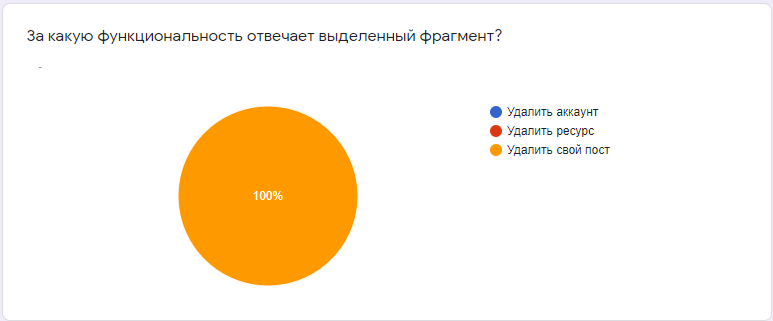 За какую функциональность отвечает выделенный фрагмент?
-
Удалить аккаунт
Удалить ресурс
Удалить свой пост
100%